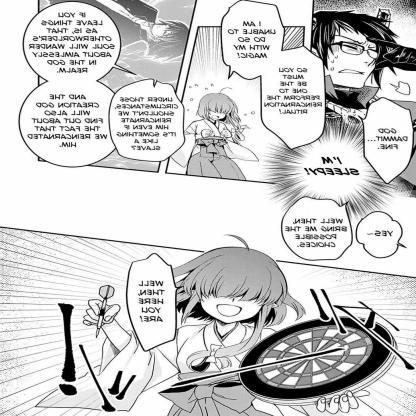 IF YOU
LEAVE THINGS
AS IS, THAT
OTHERWORLDER'S
SOUL WILL WANDER
ABOUT AIMLESSLY
IN THE GOD
REALM.
AND THE
CREATION GOD
WILL ALSO
FIND OUT ABOUT
THE FACT THAT
WE REINCARNATED
HIM.
UNDER THOSE
CIRCUMSTANCES
SHOULDN'T WE
REINCARNATE
HIM EVEN IF
IT'S SOMETHING
LIKE A
SLAVE?
I AM
UNABLE
TO DO SO
WITH MY
MAGIC.
SO YOU
MUST
BE THE
ONE TO
PERFORM THE
REINCARNATION
RITUAL!
GOD
DAMMIT...
FINE.
I'M
SLEEPY!
YES~
WELL THEN,
BRING ME THE
POSSIBLE
CHOICES.
WELL
THEN,
HERE
YOU
ARE!